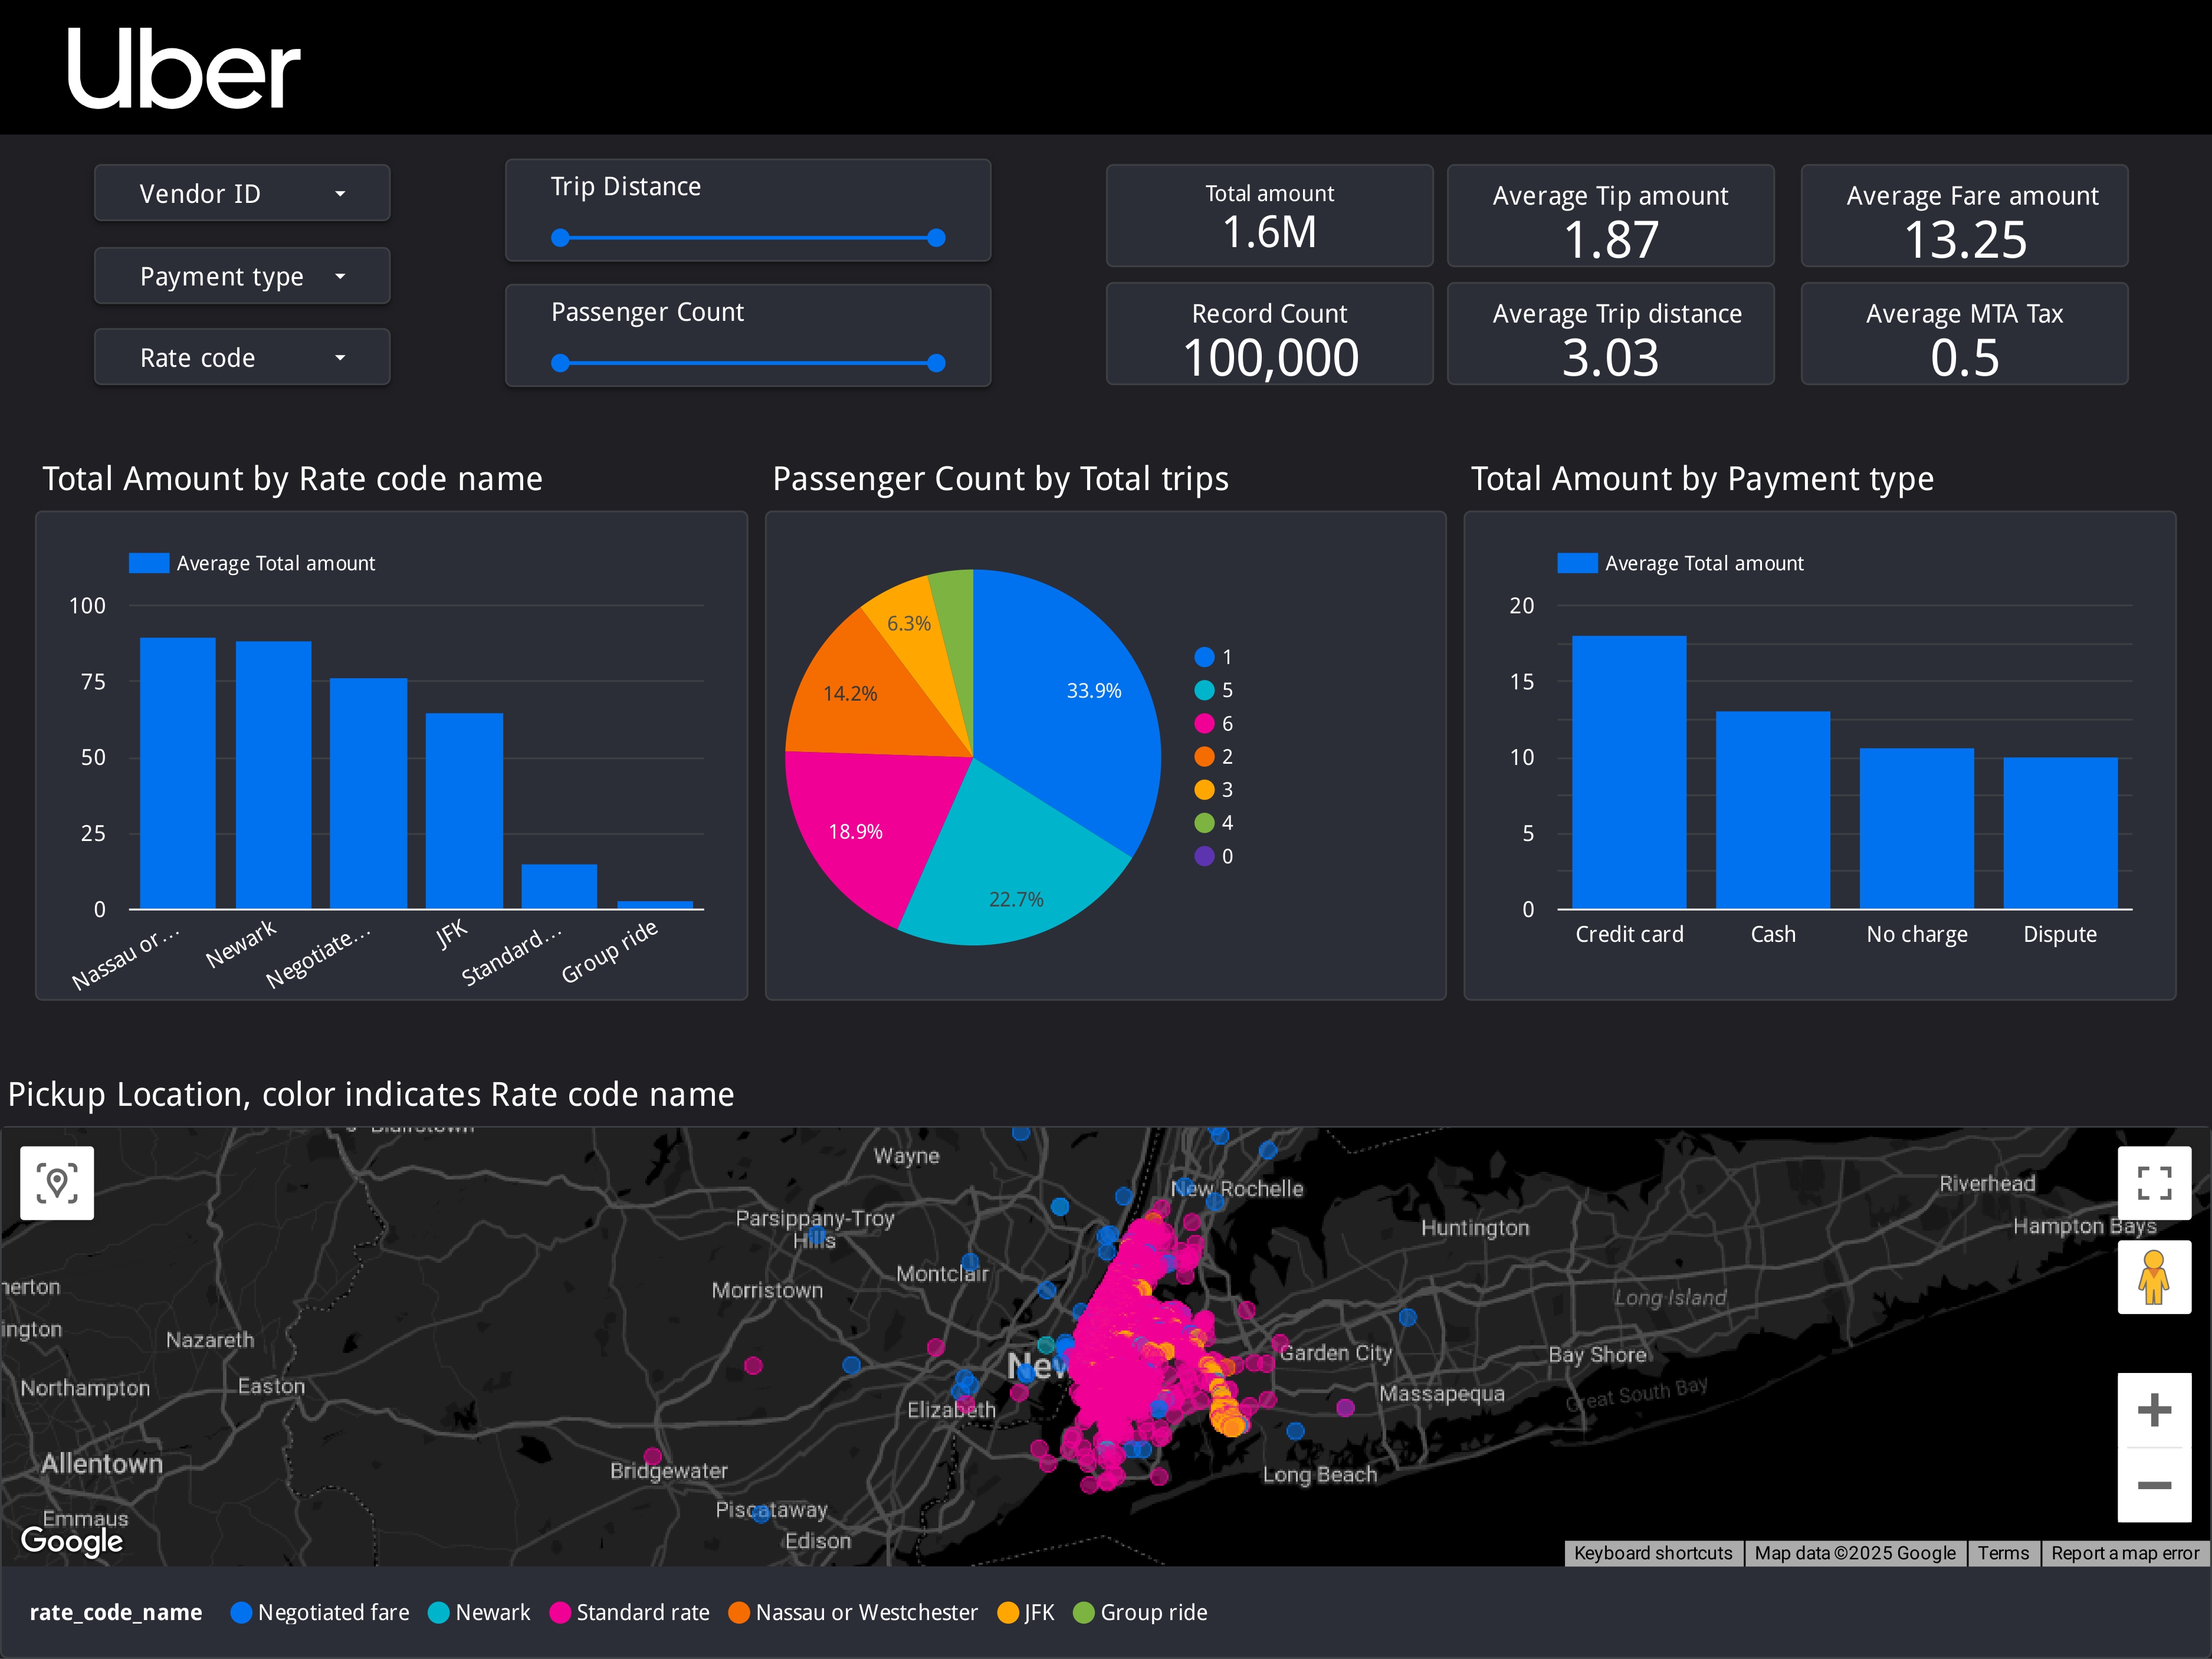 Uber
Vendor ID
Payment type
Rate code
Trip Distance
Passenger Count
Total amount
1.6M
Average Tip amount
1.87
Average Fare amount
13.25
Record Count
100,000
Average Trip distance
3.03
Average MTA Tax
0.5
Total Amount by Rate code name
Average Total amount
100
75
50
25
0
Nassau or...
Newark
Negotiate...
JFK
Standard...
Group ride
Passenger Count by Total trips
33.9%
22.7%
18.9%
14.2%
6.3%
1
5
6
2
3
4
0
Total Amount by Payment type
Average Total amount
20
15
10
5
0
Credit card
Cash
No charge
Dispute
Pickup Location, color indicates Rate code name
Blairstown
Wayne
New Rochelle
Riverhead
Parsippany-Troy
Hills
Huntington
Hampton Bays
Montclair
Morristown
nerton
Long Island
ington
Nazareth
New
Garden City
Bay Shore
Northampton
Easton
Massapequa
Great South Bay
Elizabeth
Allentown
Bridgewater
Long Beach
Piscataway
Emmaus
Edison
Google
Keyboard shortcuts
Map data ©2025 Google
Terms
Report a map error
rate_code_name
Negotiated fare
Newark
Standard rate
Nassau or Westchester
JFK
Group ride